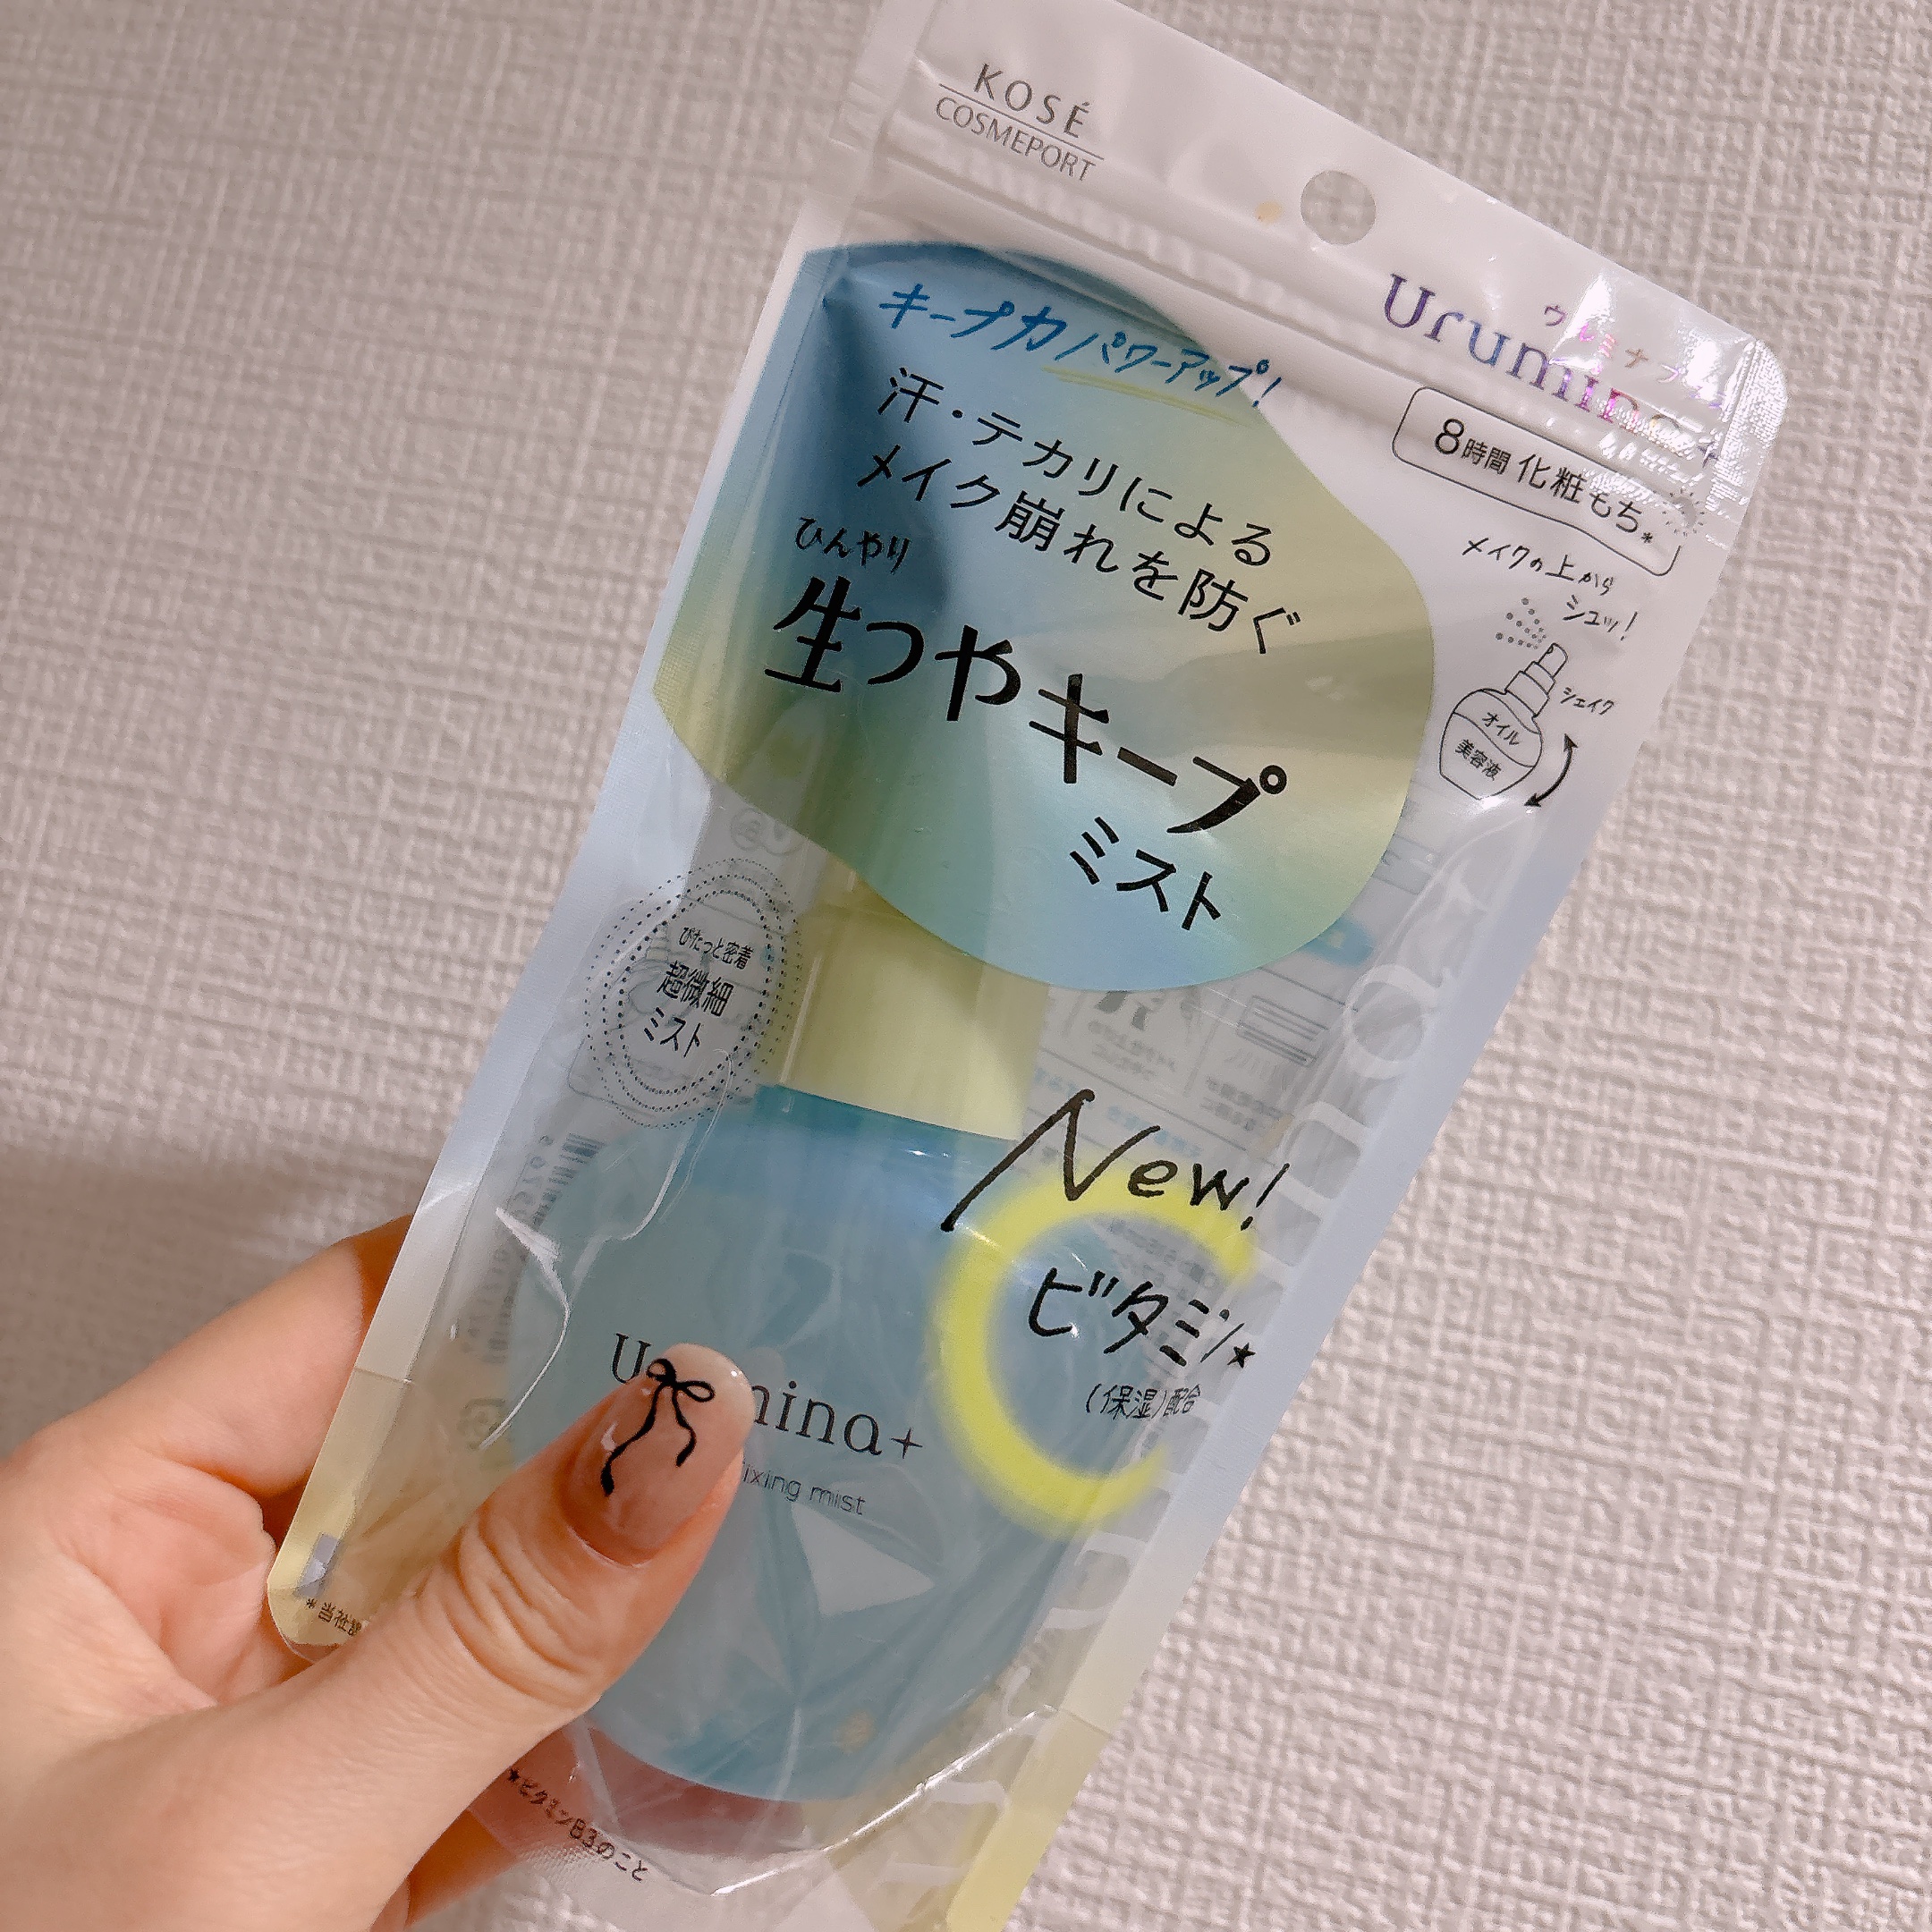 KOSÉ
COSMEPORT
ウルミナプラス
Urumina+
キープ力パワーアップ!
汗・テカリによる
メイク崩れを防ぐ
ひんやり
生つやキープ
ミスト
8時間 化粧もち*
メイクの上から
シュッ!
シェイク
オイル
美容液
ぴたっと密着
超微細
ミスト
New!
ビタミン★
(保湿)配合
mina+
fixing mist
*当社
★ビタミンB3のこと